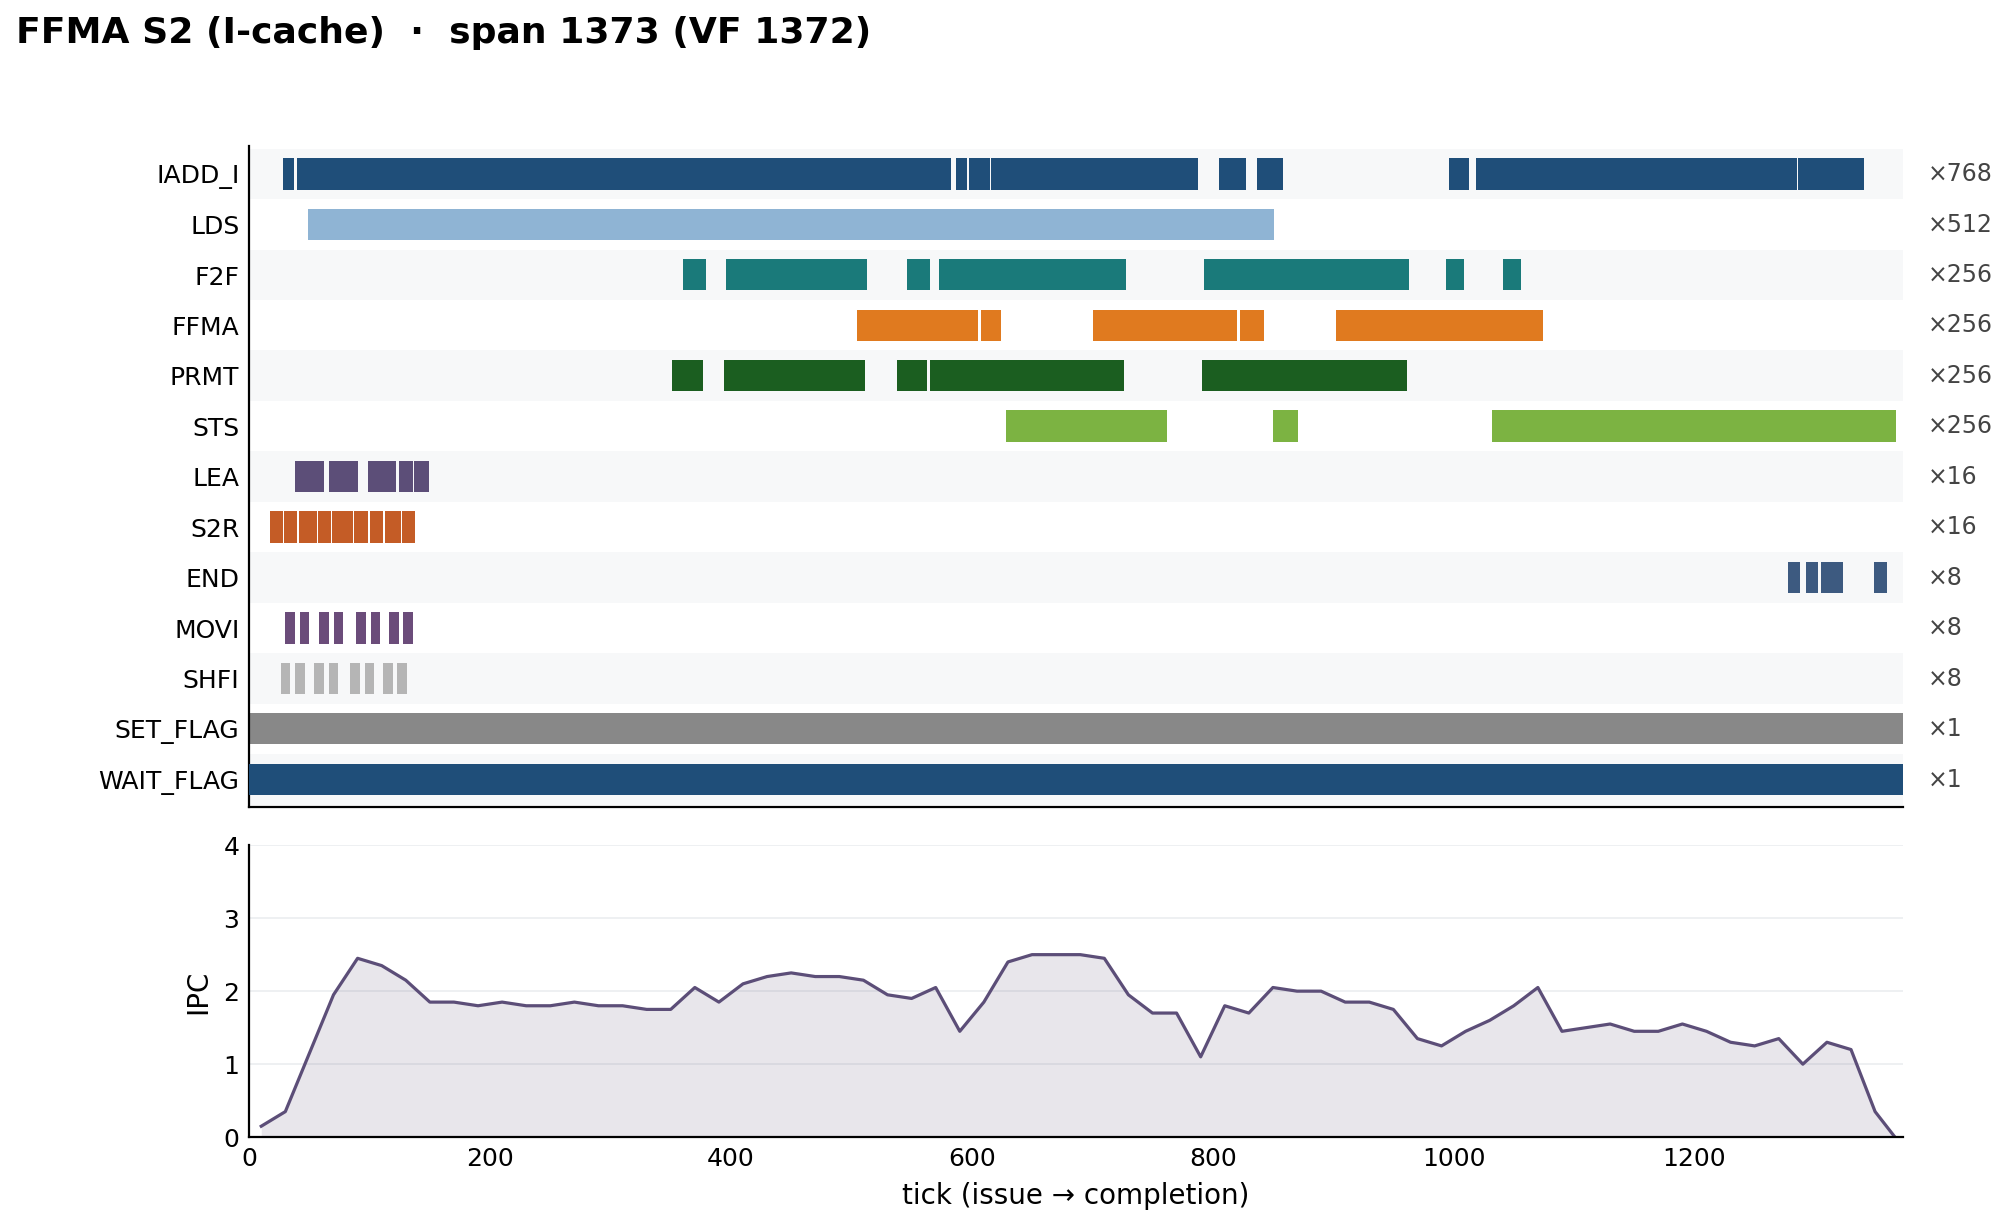 FFMA S2 (I-cache)  ·  span 1373 (VF 1372)
IADD_I ×768
LDS ×512
F2F ×256
FFMA ×256
PRMT ×256
STS ×256
LEA ×16
S2R ×16
END ×8
MOVI ×8
SHFI ×8
SET_FLAG ×1
WAIT_FLAG ×1
4
3
2
1
0
IPC
0 200 400 600 800 1000 1200
tick (issue → completion)